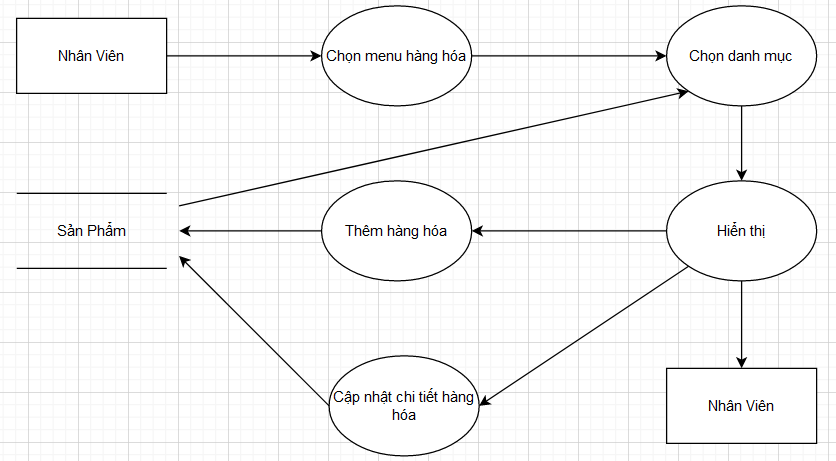 Nhân Viên
Chọn menu hàng hóa
Chọn danh mục
Sản Phẩm
Thêm hàng hóa
Hiển thị
Cập nhật chi tiết hàng
hóa
Nhân Viên